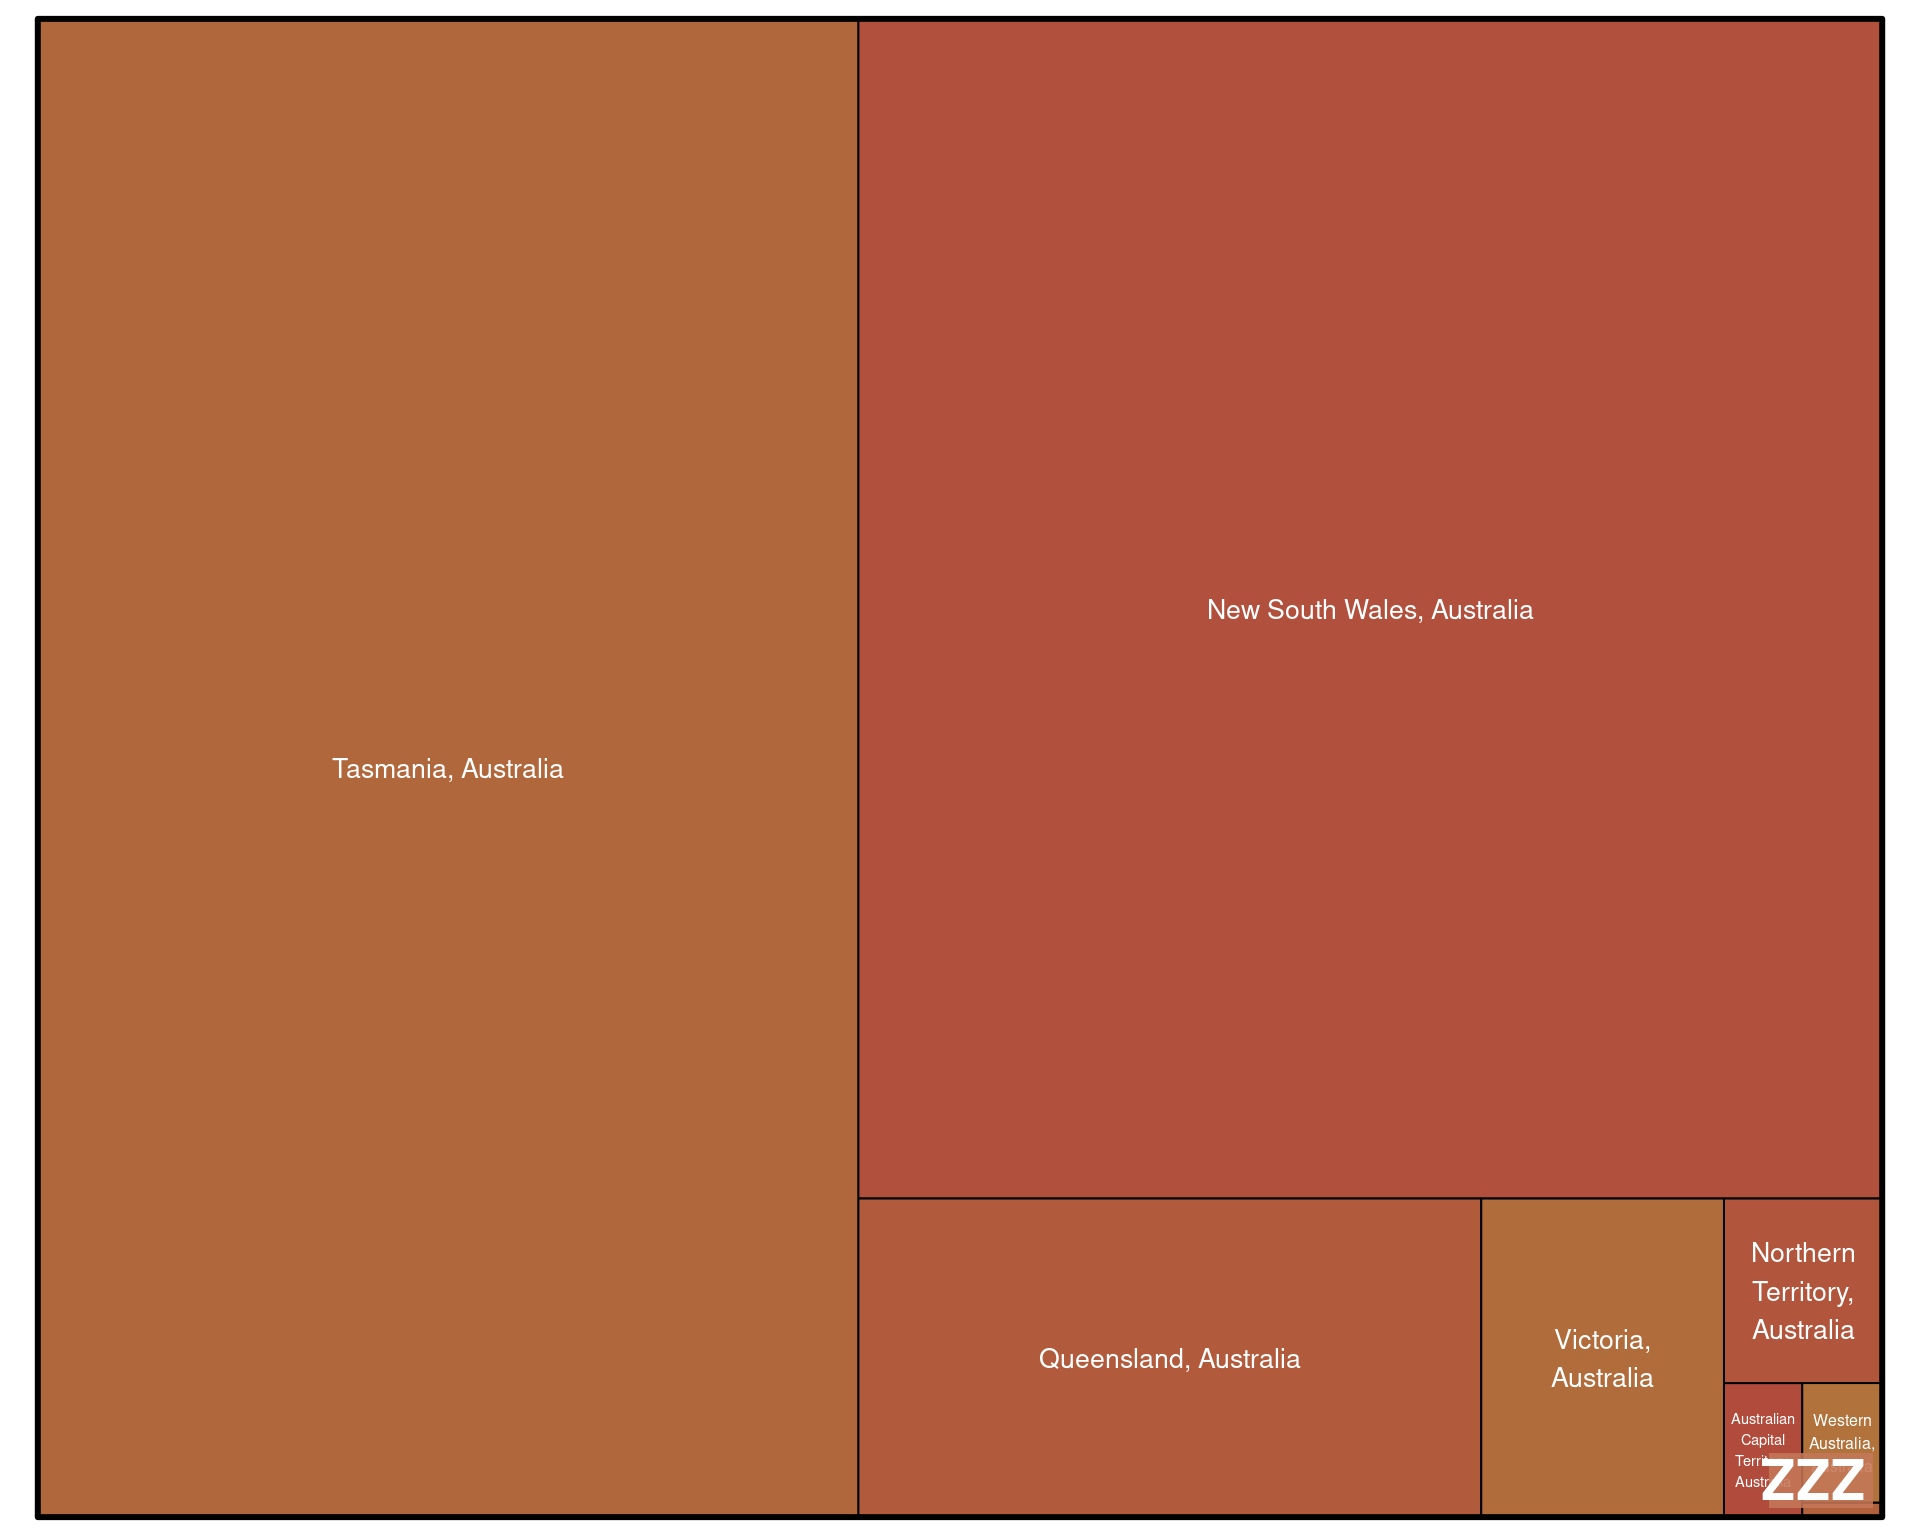 Tasmania, Australia
New South Wales, Australia
Queensland, Australia
Victoria,
Australia
Northern
Territory,
Australia
Australian
Capital
Western
Australia,
ZZZ